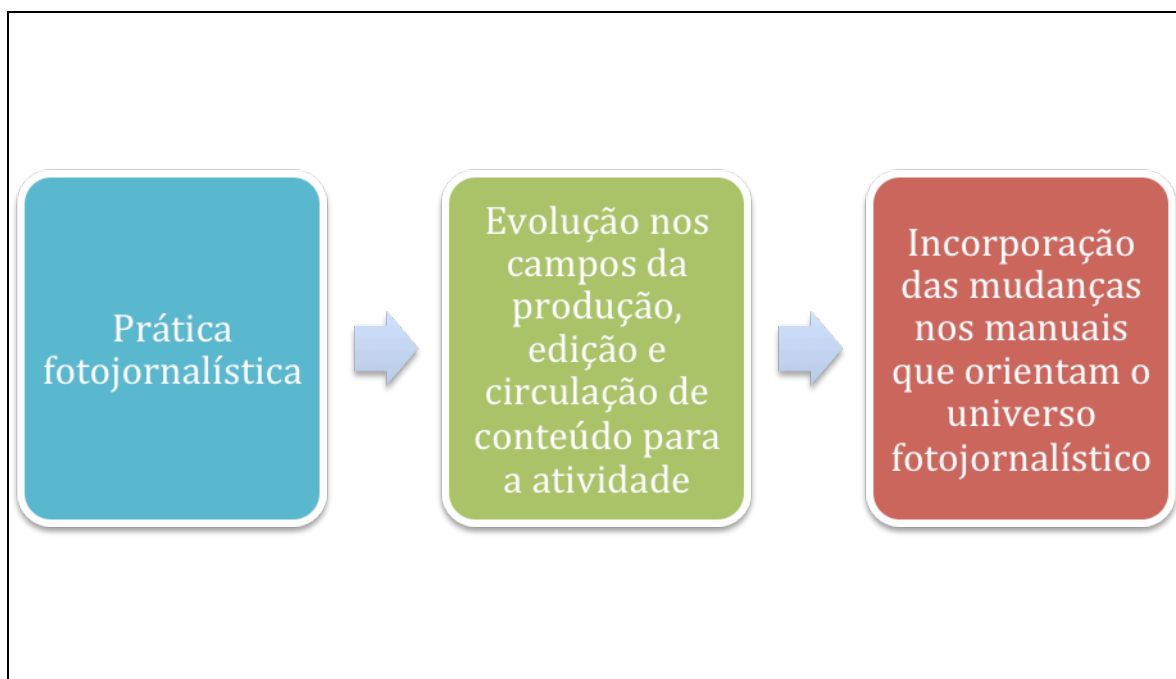 Prática
fotojornalística
Evolução nos
campos da
produção,
edição e
circulação de
conteúdo para
a atividade
Incorporação
das mudanças
nos manuais
que orientam o
universo
fotojornalístico